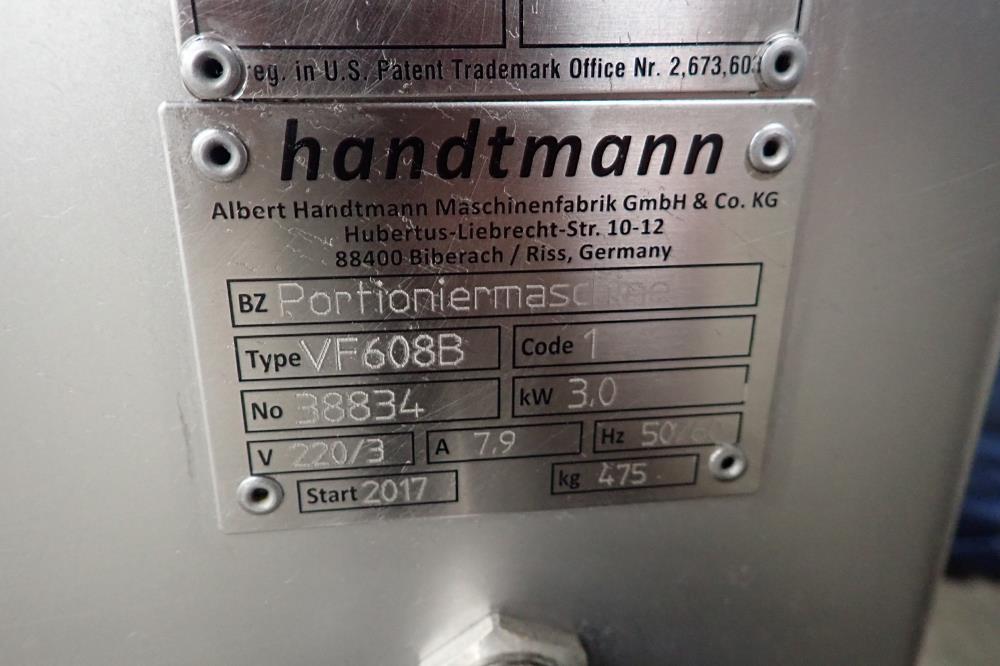 reg. in U.S. Patent Trademark Office Nr. 2,673,603
handtmann
Albert Handtmann Maschinenfabrik GmbH & Co. KG
Hubertus-Liebrecht-Str. 10-12
88400 Biberach / Riss, Germany
BZ Portioniermaschine
Type VF608B Code 1
No 38834 kW 3,0
V 220/3 A 7,9 Hz 50/60
Start 2017 kg 475